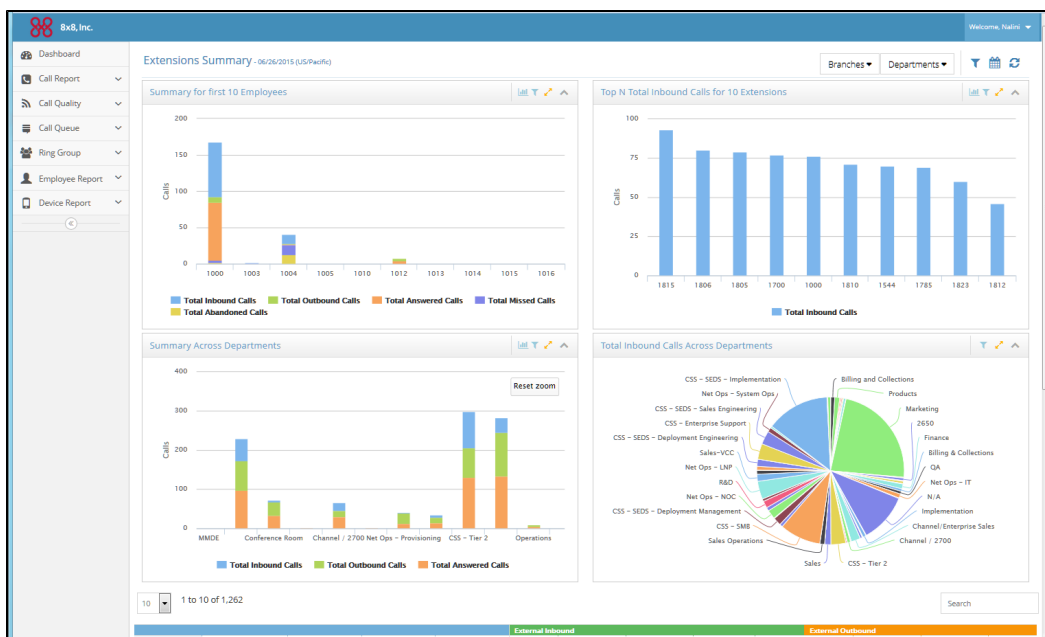 8x8, Inc.
Welcome, Nalini
Dashboard
Call Report
Call Quality
Call Queue
Ring Group
Employee Report
Device Report
Extensions Summary - 06/26/2015 (US/Pacific)
Branches
Departments
Summary for first 10 Employees
200
150
100
50
0
Calls
1000 1003 1004 1005 1010 1012 1013 1014 1015 1016
Total Inbound Calls Total Outbound Calls Total Answered Calls Total Missed Calls
Total Abandoned Calls
Top N Total Inbound Calls for 10 Extensions
100
75
50
25
0
Calls
1815 1806 1805 1700 1000 1810 1544 1785 1823 1812
Total Inbound Calls
Summary Across Departments
Reset zoom
400
300
200
100
0
Calls
MMDE Conference Room Channel / 2700 Net Ops - Provisioning CSS - Tier 2 Operations
Total Inbound Calls Total Outbound Calls Total Answered Calls
Total Inbound Calls Across Departments
CSS - SEDS - Implementation
Net Ops - System Ops
CSS - SEDS - Sales Engineering
CSS - Enterprise Support
CSS - SEDS - Deployment Engineering
Sales-VCC
Net Ops - LNP
R&D
Net Ops - NOC
CSS - SEDS - Deployment Management
CSS - SMB
Sales Operations
Sales
Billing and Collections
Products
Marketing
2650
Finance
Billing & Collections
QA
Net Ops - IT
N/A
Implementation
Channel/Enterprise Sales
Channel / 2700
CSS - Tier 2
10
1 to 10 of 1,262
Search
External Inbound
External Outbound